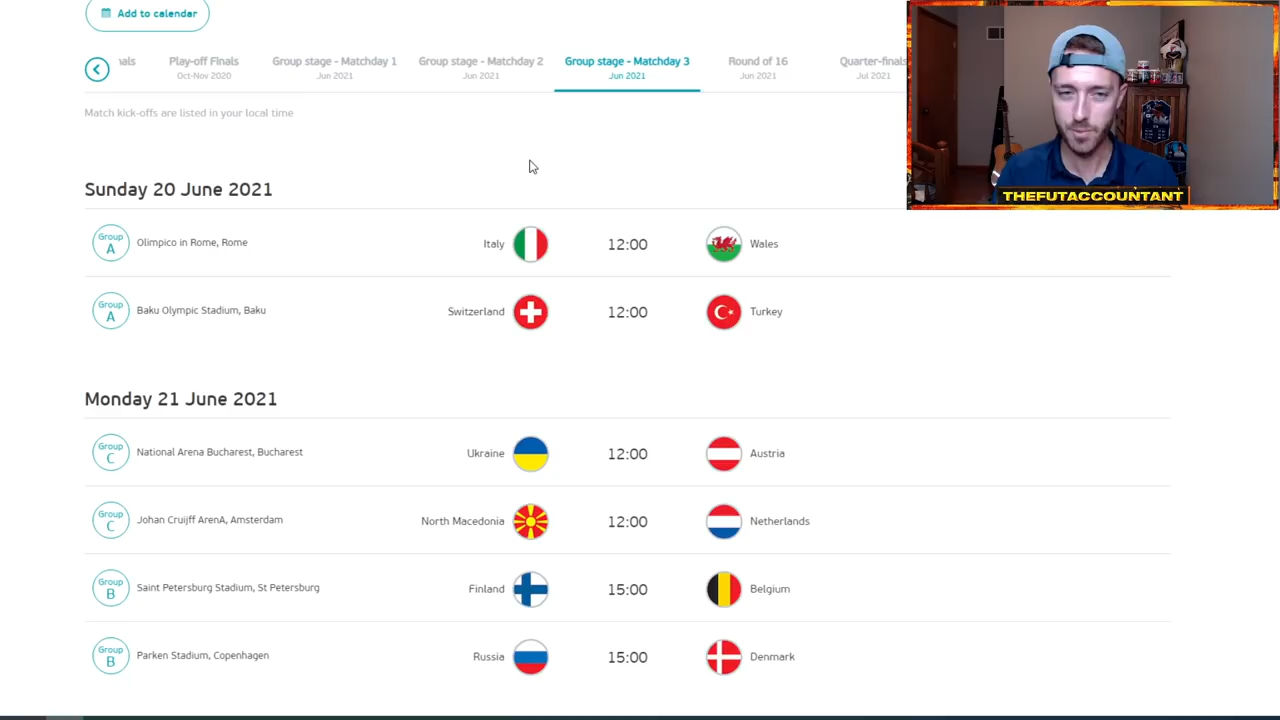 Add to calendar
nals
Play-off Finals
Oct-Nov 2020
Group stage - Matchday 1
Jun 2021
Group stage - Matchday 2
Jun 2021
Group stage - Matchday 3
Jun 2021
Round of 16
Jun 2021
Quarter-finals
Jul 2021
Match kick-offs are listed in your local time
THEFUTACCOUNTANT
Sunday 20 June 2021
Group A
Olimpico in Rome, Rome
Italy 12:00 Wales
Group A
Baku Olympic Stadium, Baku
Switzerland 12:00 Turkey
Monday 21 June 2021
Group C
National Arena Bucharest, Bucharest
Ukraine 12:00 Austria
Group C
Johan Cruijff ArenA, Amsterdam
North Macedonia 12:00 Netherlands
Group B
Saint Petersburg Stadium, St Petersburg
Finland 15:00 Belgium
Group B
Parken Stadium, Copenhagen
Russia 15:00 Denmark